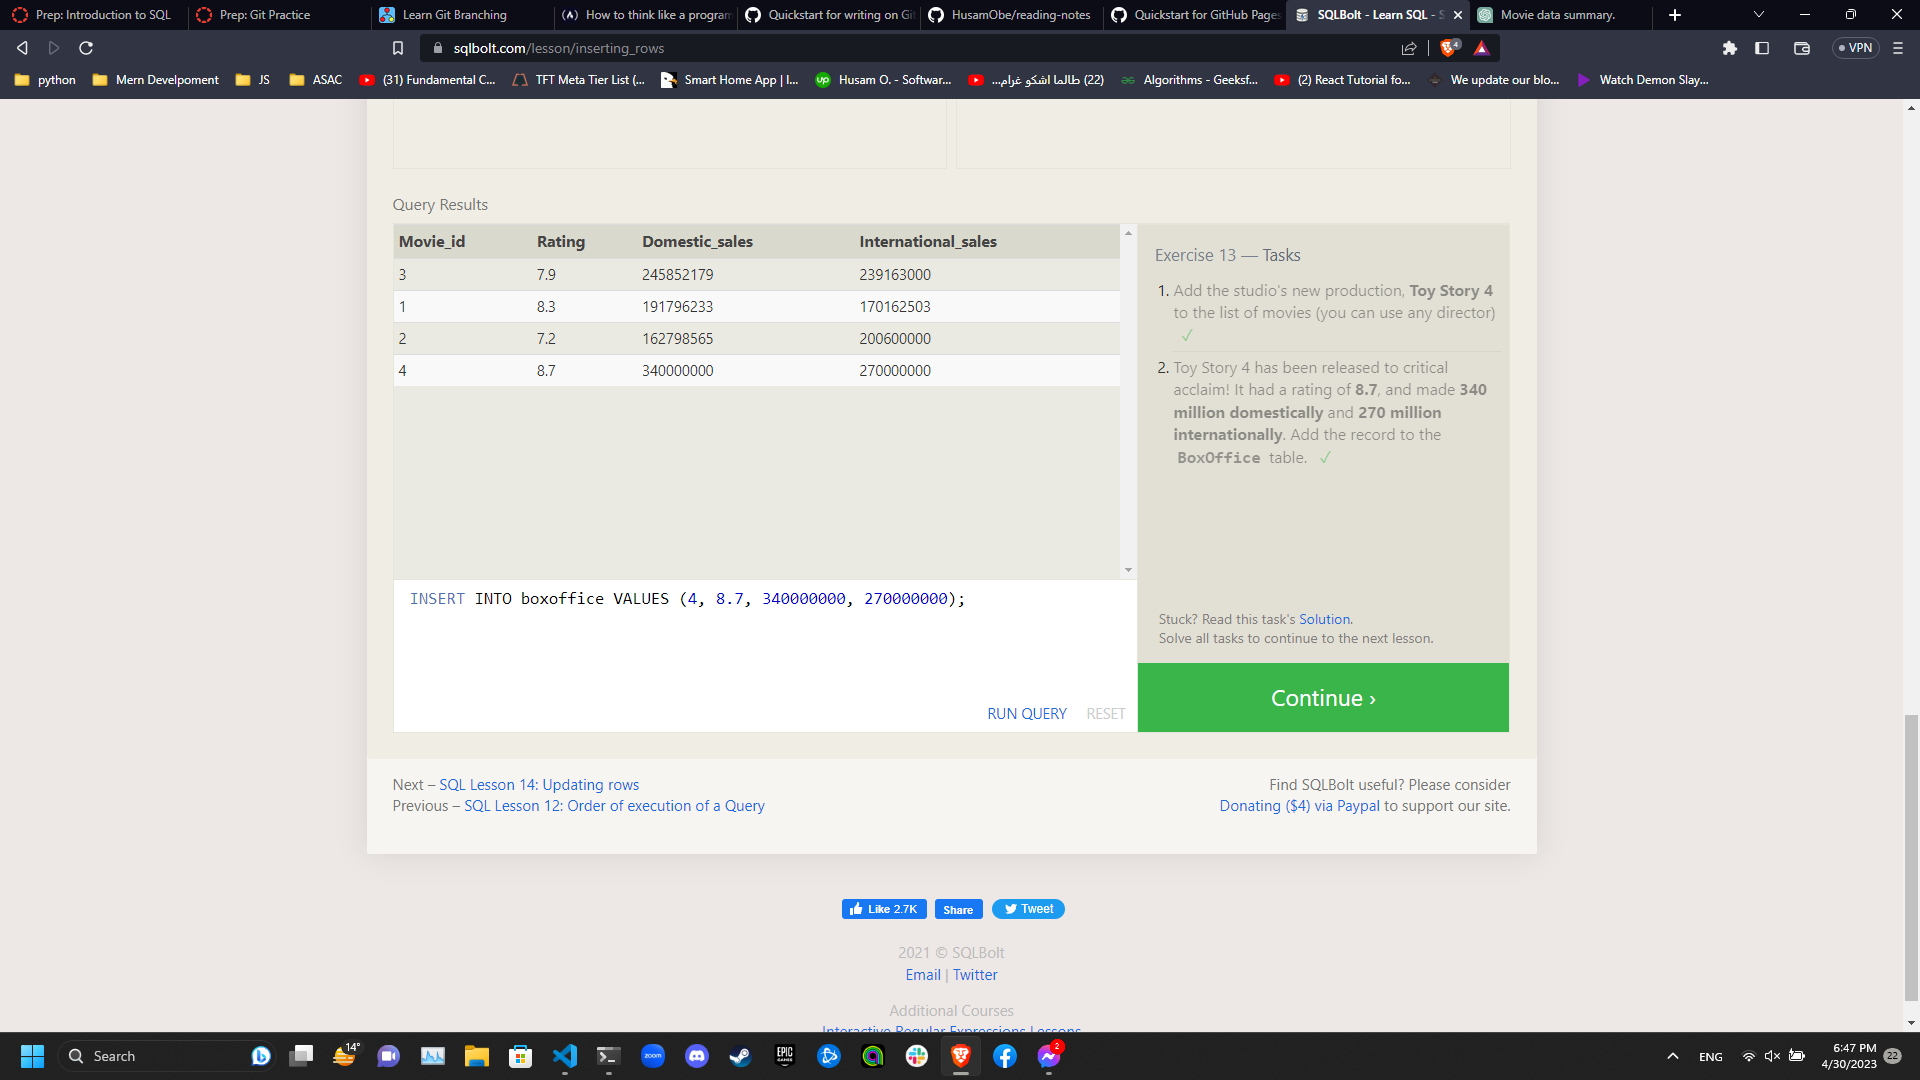 Prep: Introduction to SQL
Prep: Git Practice
Learn Git Branching
How to think like a program
Quickstart for writing on Gi
HusamObe/reading-notes
Quickstart for GitHub Pages
SQLBolt - Learn SQL - S
Movie data summary.
sqlbolt.com/lesson/inserting_rows
4
VPN
python
Mern Develpoment
JS
ASAC
(31) Fundamental C...
TFT Meta Tier List (...
Smart Home App | I...
up
Husam O. - Softwar...
(22) طالما اشكو غرام...
Algorithms - Geeksf...
(2) React Tutorial fo...
We update our blo...
Watch Demon Slay...
Query Results
Movie_id Rating Domestic_sales International_sales
3 7.9 245852179 239163000
1 8.3 191796233 170162503
2 7.2 162798565 200600000
4 8.7 340000000 270000000
INSERT INTO boxoffice VALUES (4, 8.7, 340000000, 270000000);
RUN QUERY RESET
Exercise 13 — Tasks
1. Add the studio's new production, Toy Story 4
to the list of movies (you can use any director)
✓
2. Toy Story 4 has been released to critical
acclaim! It had a rating of 8.7, and made 340
million domestically and 270 million
internationally. Add the record to the
BoxOffice table. ✓
Stuck? Read this task's Solution.
Solve all tasks to continue to the next lesson.
Continue ›
Next – SQL Lesson 14: Updating rows
Previous – SQL Lesson 12: Order of execution of a Query
Find SQLBolt useful? Please consider
Donating ($4) via Paypal to support our site.
Like 2.7K
Share
Tweet
2021 © SQLBolt
Email | Twitter
Additional Courses
Interactive Regular Expressions Lessons
Search
14°
zoom
EPIC
GAMES
2
ENG
6:47 PM
4/30/2023
22